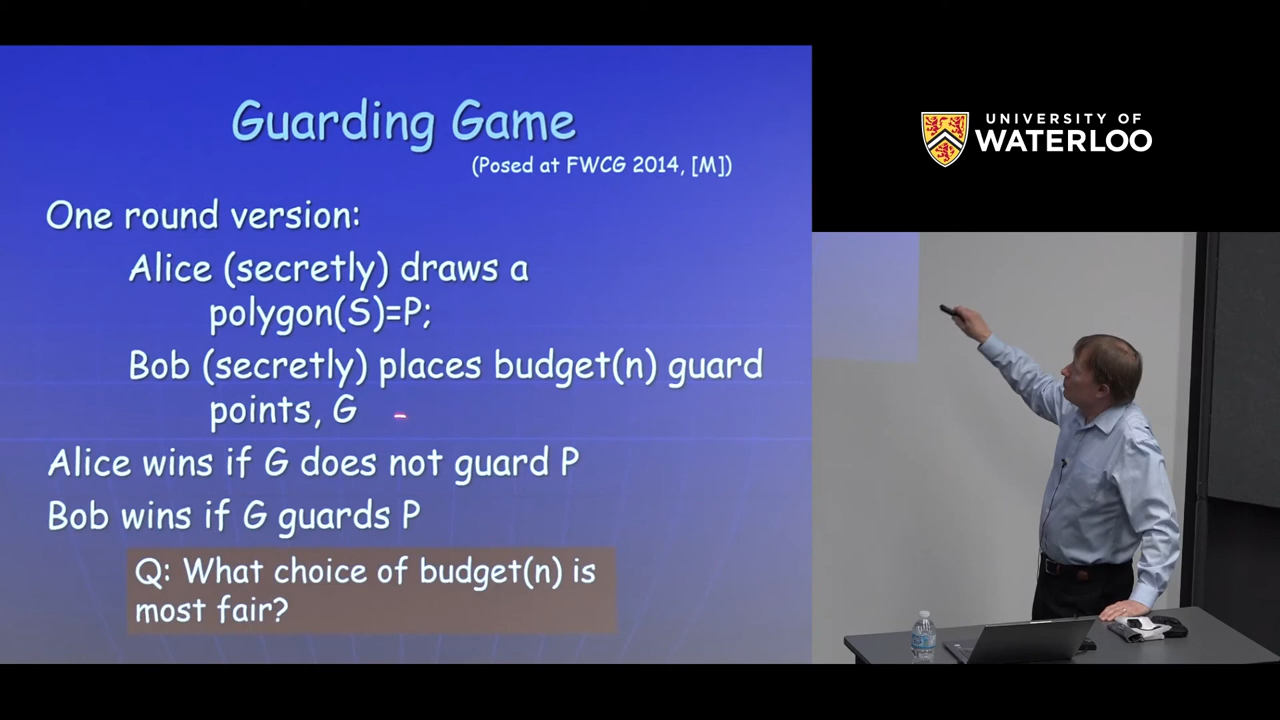 Guarding Game
(Posed at FWCG 2014, [M])
One round version:
Alice (secretly) draws a
polygon(S)=P;
Bob (secretly) places budget(n) guard
points, G
Alice wins if G does not guard P
Bob wins if G guards P
Q: What choice of budget(n) is
most fair?
UNIVERSITY OF
WATERLOO